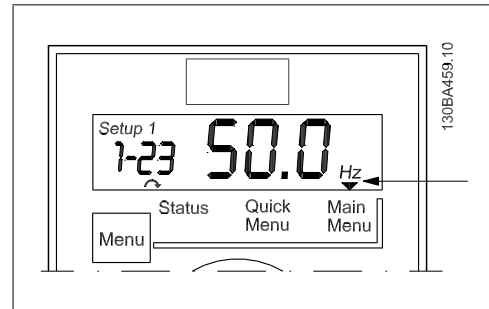 130BA459.10
Setup 1
1-23 50.0 Hz
Status Quick Menu Main Menu
Menu